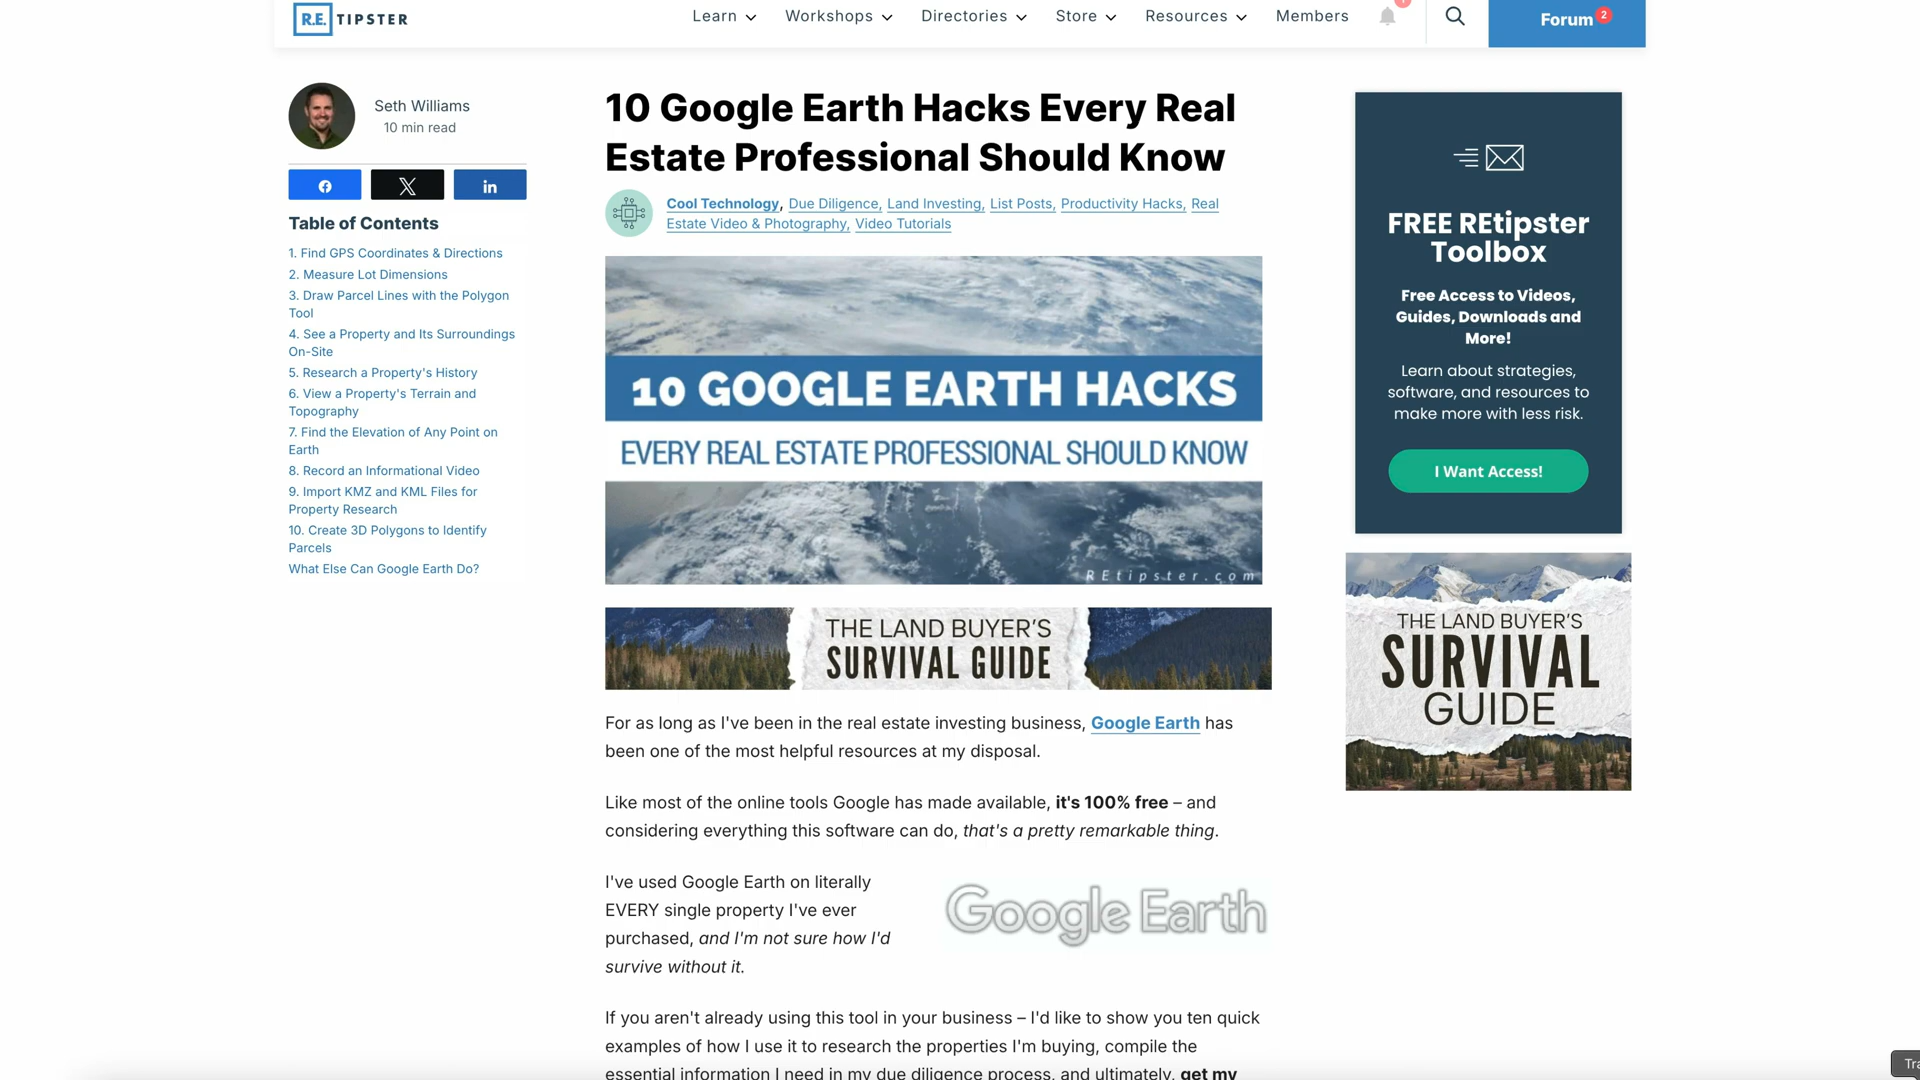 R.E. TIPSTER
Learn
Workshops
Directories
Store
Resources
Members
Forum 2
Seth Williams
10 min read
Table of Contents
1. Find GPS Coordinates & Directions
2. Measure Lot Dimensions
3. Draw Parcel Lines with the Polygon
Tool
4. See a Property and Its Surroundings
On-Site
5. Research a Property's History
6. View a Property's Terrain and
Topography
7. Find the Elevation of Any Point on
Earth
8. Record an Informational Video
9. Import KMZ and KML Files for
Property Research
10. Create 3D Polygons to Identify
Parcels
What Else Can Google Earth Do?
10 Google Earth Hacks Every Real
Estate Professional Should Know
Cool Technology, Due Diligence, Land Investing, List Posts, Productivity Hacks, Real
Estate Video & Photography, Video Tutorials
10 GOOGLE EARTH HACKS
EVERY REAL ESTATE PROFESSIONAL SHOULD KNOW
REtipster.com
THE LAND BUYER'S
SURVIVAL GUIDE
For as long as I've been in the real estate investing business, Google Earth has
been one of the most helpful resources at my disposal.
Like most of the online tools Google has made available, it's 100% free – and
considering everything this software can do, that's a pretty remarkable thing.
I've used Google Earth on literally
EVERY single property I've ever
purchased, and I'm not sure how I'd
survive without it.
Google Earth
If you aren't already using this tool in your business – I'd like to show you ten quick
examples of how I use it to research the properties I'm buying, compile the
essential information I need in my due diligence process, and ultimately, get my
FREE REtipster
Toolbox
Free Access to Videos,
Guides, Downloads and
More!
Learn about strategies,
software, and resources to
make more with less risk.
I Want Access!
THE LAND BUYER'S
SURVIVAL
GUIDE